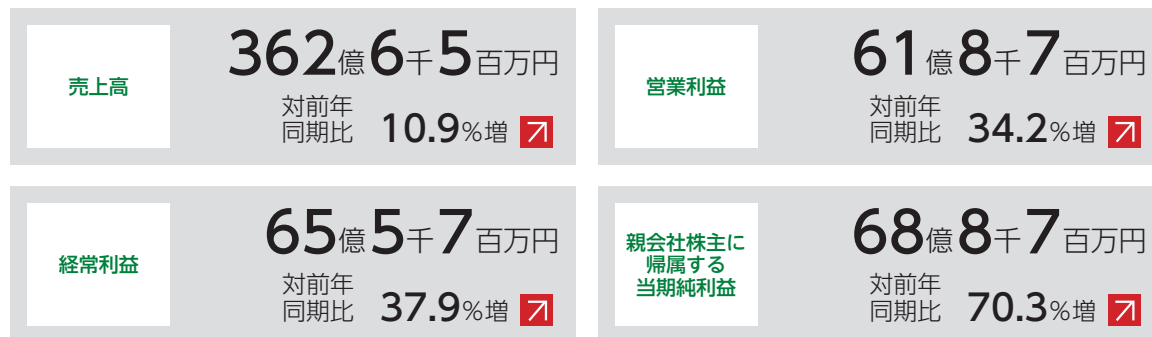 売上高
362億6千5百万円
対前年
同期比 10.9%増
営業利益
61億8千7百万円
対前年
同期比 34.2%増
経常利益
65億5千7百万円
対前年
同期比 37.9%増
親会社株主に
帰属する
当期純利益
68億8千7百万円
対前年
同期比 70.3%増